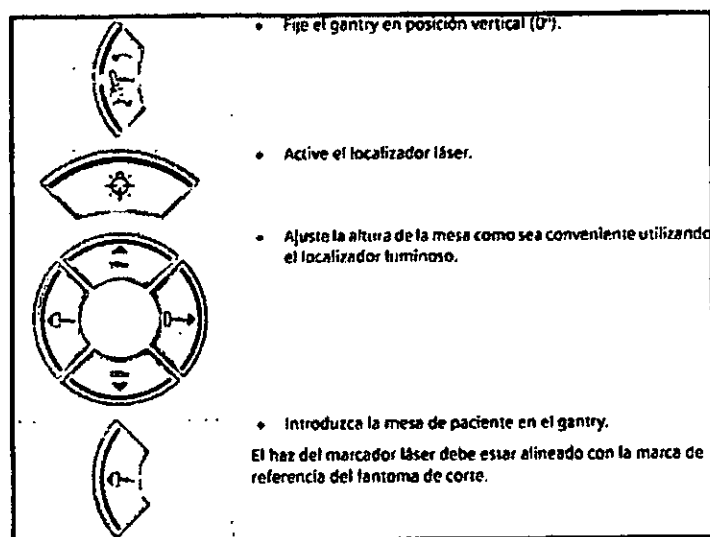 • Fije el gantry en posición vertical (0°).
• Active el localizador láser.
• Ajuste la altura de la mesa como sea conveniente utilizando
el localizador luminoso.
• Introduzca la mesa de paciente en el gantry.
El haz del marcador láser debe estar alineado con la marca de
referencia del fantoma de corte.